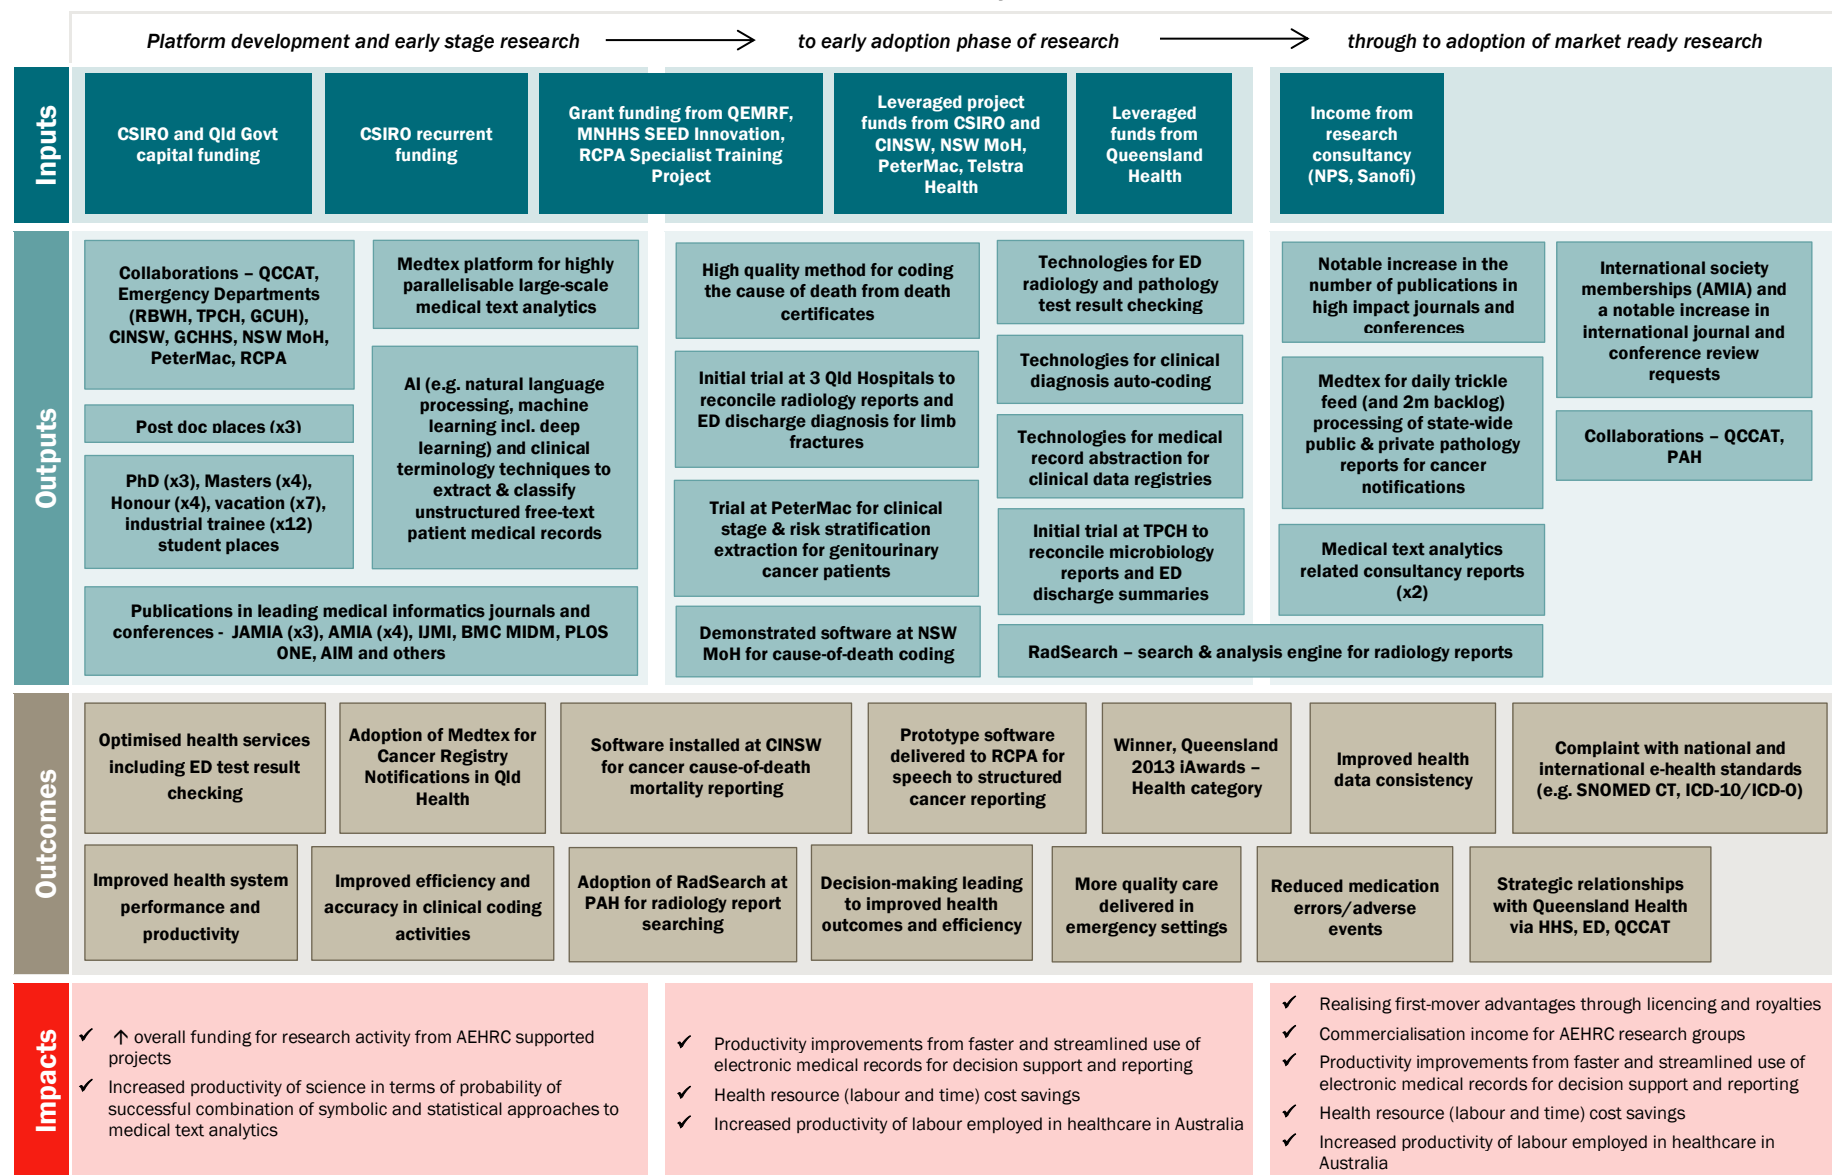 Platform development and early stage research
to early adoption phase of research
through to adoption of market ready research
Inputs
CSIRO and Qld Govt
capital funding
CSIRO recurrent
funding
Grant funding from QEMRF,
MNHHS SEED Innovation,
RCPA Specialist Training
Project
Leveraged project
funds from CSIRO and
CINSW, NSW MoH,
PeterMac, Telstra
Health
Leveraged
funds from
Queensland
Health
Income from
research
consultancy
(NPS, Sanofi)
Outputs
Collaborations – QCCAT,
Emergency Departments
(RBWH, TPCH, GCUH),
CINSW, GCHHS, NSW MoH,
PeterMac, RCPA
Post doc places (x3)
PhD (x3), Masters (x4),
Honour (x4), vacation (x7),
industrial trainee (x12)
student places
Medtex platform for highly
parallelisable large-scale
medical text analytics
AI (e.g. natural language
processing, machine
learning incl. deep
learning) and clinical
terminology techniques to
extract & classify
unstructured free-text
patient medical records
Publications in leading medical informatics journals and
conferences - JAMIA (x3), AMIA (x4), IJMI, BMC MIDM, PLOS
ONE, AIM and others
High quality method for coding
the cause of death from death
certificates
Initial trial at 3 Qld Hospitals to
reconcile radiology reports and
ED discharge diagnosis for limb
fractures
Trial at PeterMac for clinical
stage & risk stratification
extraction for genitourinary
cancer patients
Demonstrated software at NSW
MoH for cause-of-death coding
Technologies for ED
radiology and pathology
test result checking
Technologies for clinical
diagnosis auto-coding
Technologies for medical
record abstraction for
clinical data registries
Initial trial at TPCH to
reconcile microbiology
reports and ED
discharge summaries
RadSearch – search & analysis engine for radiology reports
Notable increase in the
number of publications in
high impact journals and
conferences
Medtex for daily trickle
feed (and 2m backlog)
processing of state-wide
public & private pathology
reports for cancer
notifications
Medical text analytics
related consultancy reports
(x2)
International society
memberships (AMIA) and
a notable increase in
international journal and
conference review
requests
Collaborations – QCCAT,
PAH
Outcomes
Optimised health services
including ED test result
checking
Adoption of Medtex for
Cancer Registry
Notifications in Qld
Health
Software installed at CINSW
for cancer cause-of-death
mortality reporting
Prototype software
delivered to RCPA for
speech to structured
cancer reporting
Winner, Queensland
2013 iAwards –
Health category
Improved health
data consistency
Complaint with national and
international e-health standards
(e.g. SNOMED CT, ICD-10/ICD-O)
Improved health system
performance and
productivity
Improved efficiency and
accuracy in clinical coding
activities
Adoption of RadSearch at
PAH for radiology report
searching
Decision-making leading
to improved health
outcomes and efficiency
More quality care
delivered in
emergency settings
Reduced medication
errors/adverse
events
Strategic relationships
with Queensland Health
via HHS, ED, QCCAT
Impacts
✓ ↑ overall funding for research activity from AEHRC supported
projects
✓ Increased productivity of science in terms of probability of
successful combination of symbolic and statistical approaches to
medical text analytics
✓ Productivity improvements from faster and streamlined use of
electronic medical records for decision support and reporting
✓ Health resource (labour and time) cost savings
✓ Increased productivity of labour employed in healthcare in Australia
✓ Realising first-mover advantages through licencing and royalties
✓ Commercialisation income for AEHRC research groups
✓ Productivity improvements from faster and streamlined use of
electronic medical records for decision support and reporting
✓ Health resource (labour and time) cost savings
✓ Increased productivity of labour employed in healthcare in
Australia